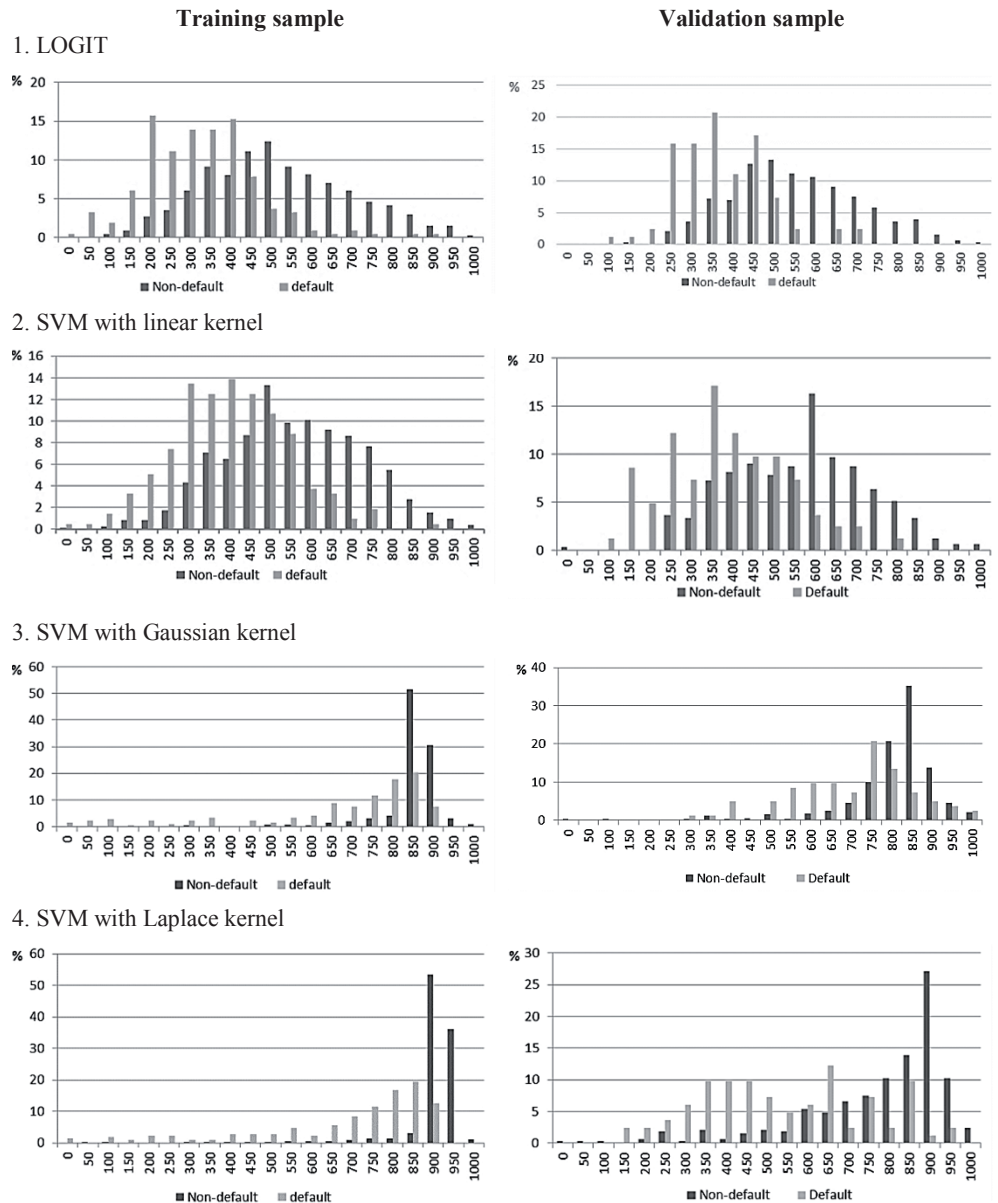 Training sample
Validation sample
1. LOGIT
%
20
15
10
5
0
0 50 100 150 200 250 300 350 400 450 500 550 600 650 700 750 800 850 900 950 1000
Non-default default
%
25
20
15
10
5
0
0 50 100 150 200 250 300 350 400 450 500 550 600 650 700 750 800 850 900 950 1000
Non-default default
2. SVM with linear kernel
%
16
14
12
10
8
6
4
2
0
0 50 100 150 200 250 300 350 400 450 500 550 600 650 700 750 800 850 900 950 1000
Non-default default
%
20
15
10
5
0
0 50 100 150 200 250 300 350 400 450 500 550 600 650 700 750 800 850 900 950 1000
Non-default Default
3. SVM with Gaussian kernel
%
60
50
40
30
20
10
0
0 50 100 150 200 250 300 350 400 450 500 550 600 650 700 750 800 850 900 950 1000
Non-default default
%
40
30
20
10
0
0 50 100 150 200 250 300 350 400 450 500 550 600 650 700 750 800 850 900 950 1000
Non-default Default
4. SVM with Laplace kernel
%
60
50
40
30
20
10
0
0 50 100 150 200 250 300 350 400 450 500 550 600 650 700 750 800 850 900 950 1000
Non-default default
%
30
25
20
15
10
5
0
0 50 100 150 200 250 300 350 400 450 500 550 600 650 700 750 800 850 900 950 1000
Non-default Default